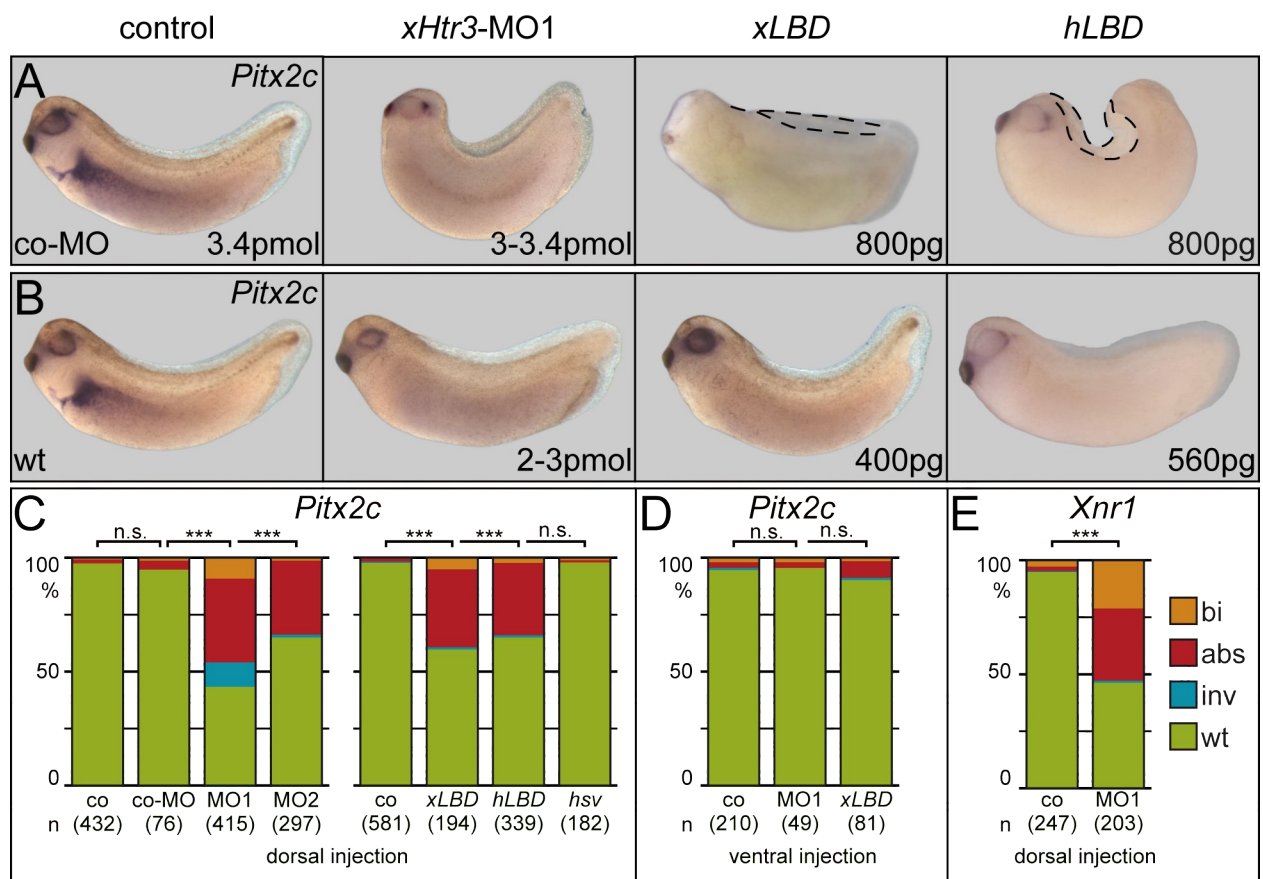 control xHtr3-MO1 xLBD hLBD
A Pitx2c
co-MO 3.4pmol 3-3.4pmol 800pg 800pg
B Pitx2c
wt 2-3pmol 400pg 560pg
C Pitx2c D Pitx2c E Xnr1
n.s. *** *** *** *** n.s. n.s. n.s. ***
100 100 100
% % %
50 50 50
0 0 0
bi
abs
inv
wt
co co-MO MO1 MO2 co xLBD hLBD hsv co MO1 xLBD co MO1
n (432) (76) (415) (297) (581) (194) (339) (182) n (210) (49) (81) n (247) (203)
dorsal injection ventral injection dorsal injection